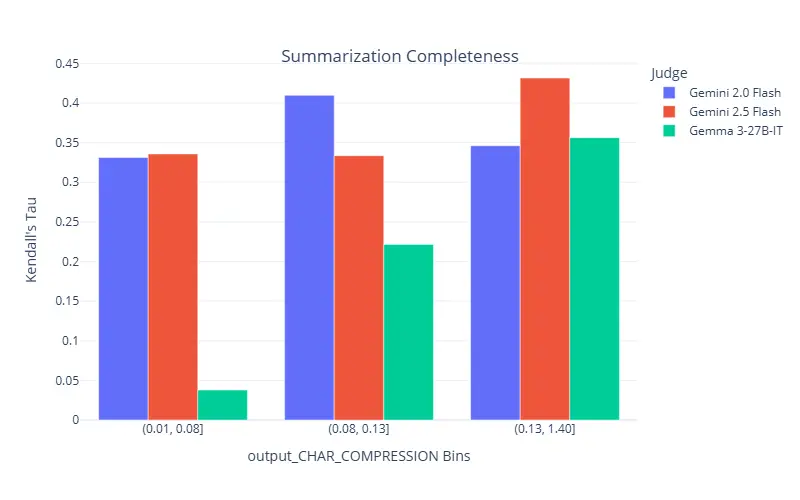 Summarization Completeness
Judge
Gemini 2.0 Flash
Gemini 2.5 Flash
Gemma 3-27B-IT
Kendall's Tau
0.45
0.4
0.35
0.3
0.25
0.2
0.15
0.1
0.05
0
(0.01, 0.08]
(0.08, 0.13]
(0.13, 1.40]
output_CHAR_COMPRESSION Bins